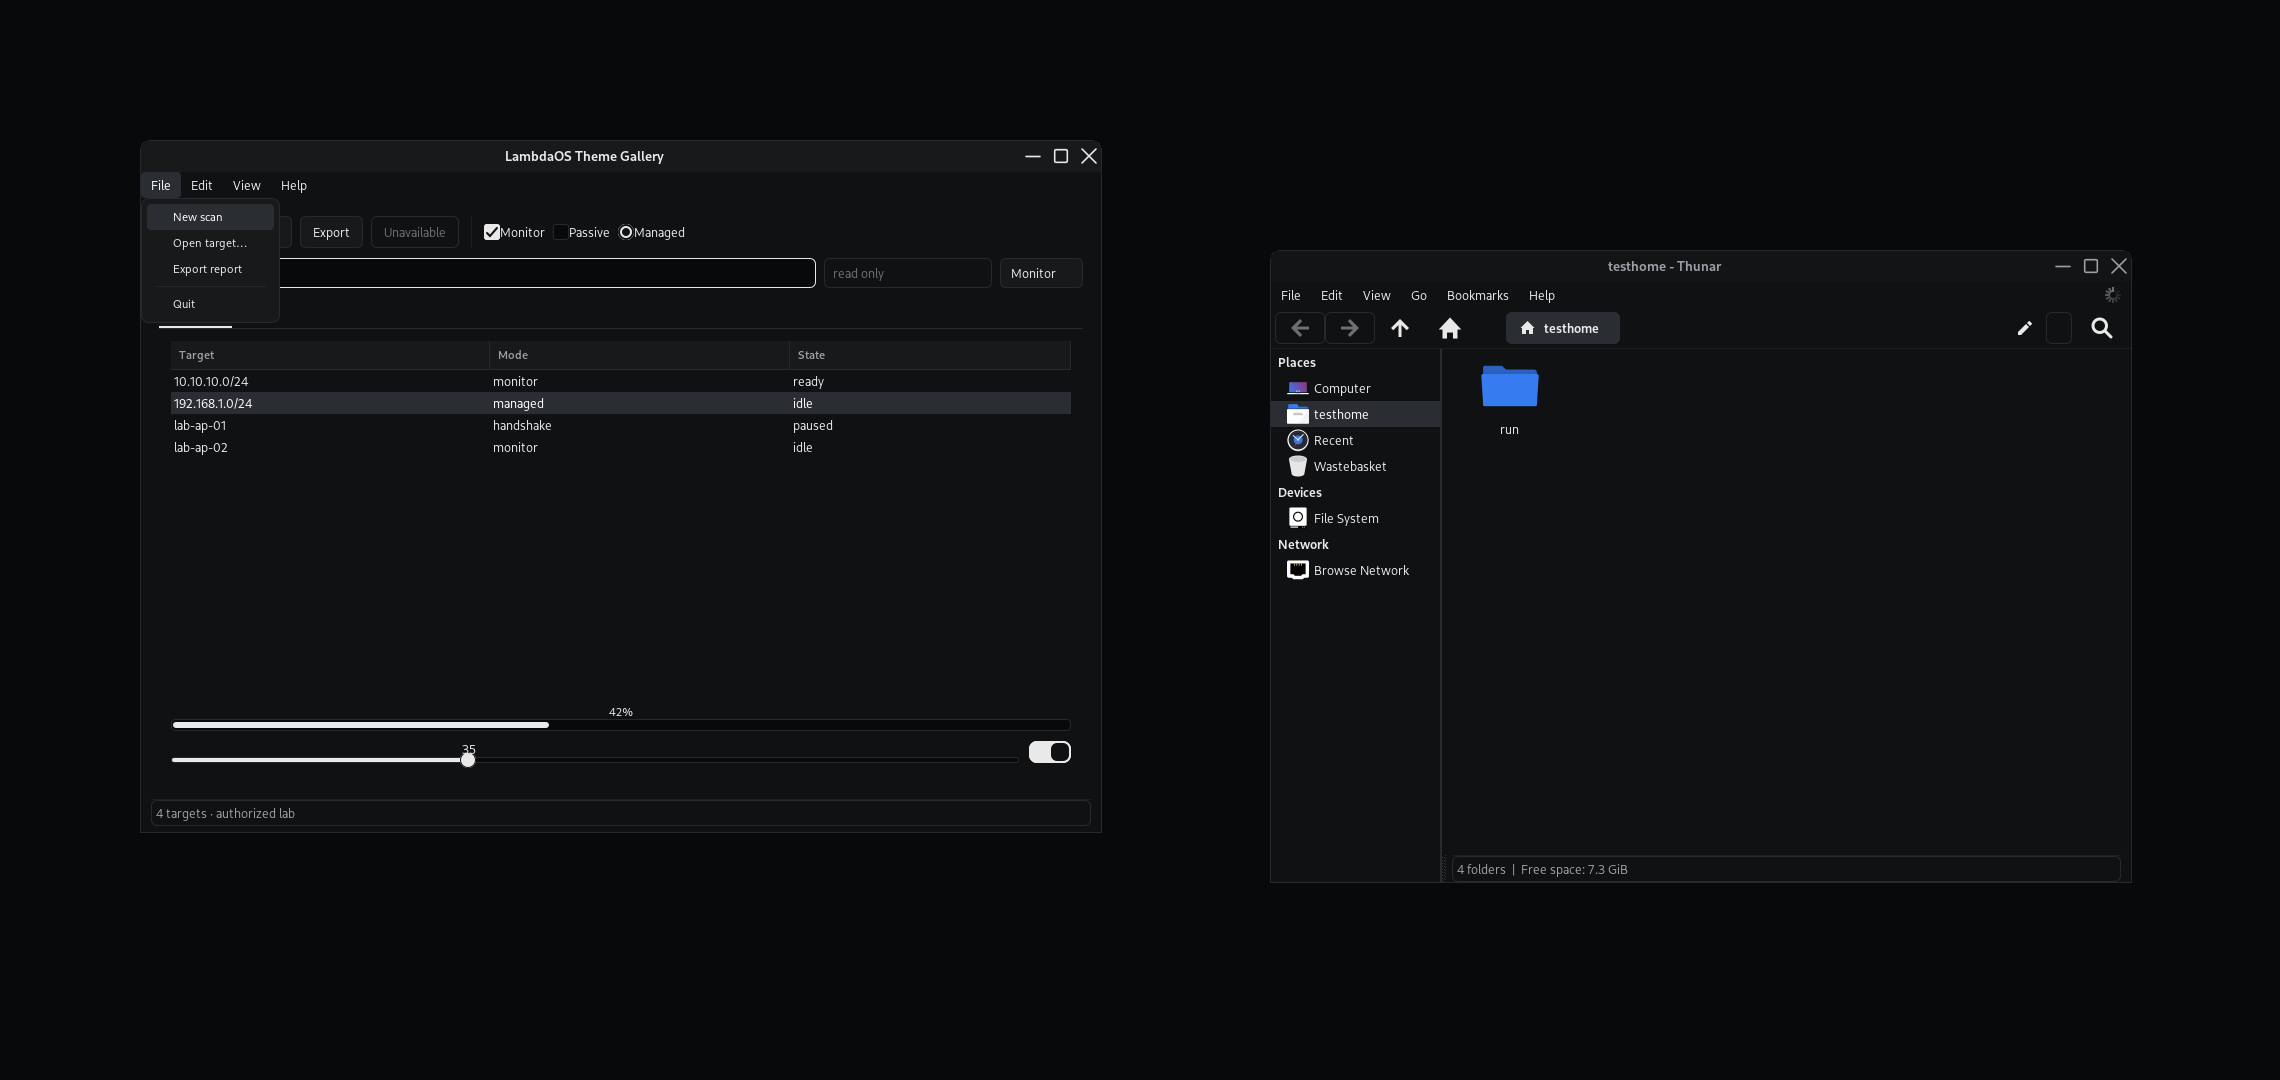 LambdaOS Theme Gallery
File Edit View Help
New scan
Open target...
Export report
Quit
Export Unavailable Monitor Passive Managed
read only Monitor
Target Mode State
10.10.10.0/24 monitor ready
192.168.1.0/24 managed idle
lab-ap-01 handshake paused
lab-ap-02 monitor idle
42%
35
4 targets · authorized lab
testhome - Thunar
File Edit View Go Bookmarks Help
testhome
Places
Computer
testhome
Recent
Wastebasket
Devices
File System
Network
Browse Network
run
4 folders | Free space: 7.3 GiB